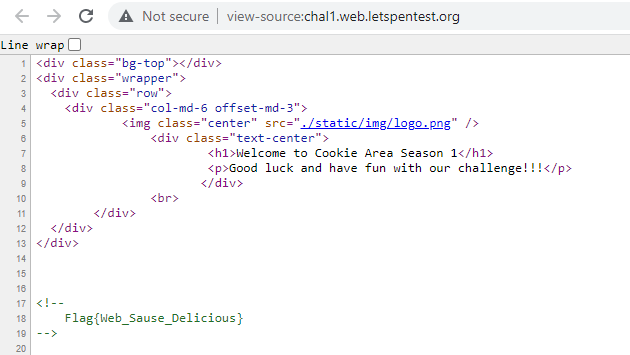 Not secure | view-source:chal1.web.letspentest.org
Line wrap
1 <div class="bg-top"></div>
2 <div class="wrapper">
3 <div class="row">
4 <div class="col-md-6 offset-md-3">
5 <img class="center" src="./static/img/logo.png" />
6 <div class="text-center">
7 <h1>Welcome to Cookie Area Season 1</h1>
8 <p>Good luck and have fun with our challenge!!!</p>
9 </div>
10 <br>
11 </div>
12 </div>
13 </div>
14
15
16
17 <!--
18 Flag{Web_Sause_Delicious}
19 -->
20